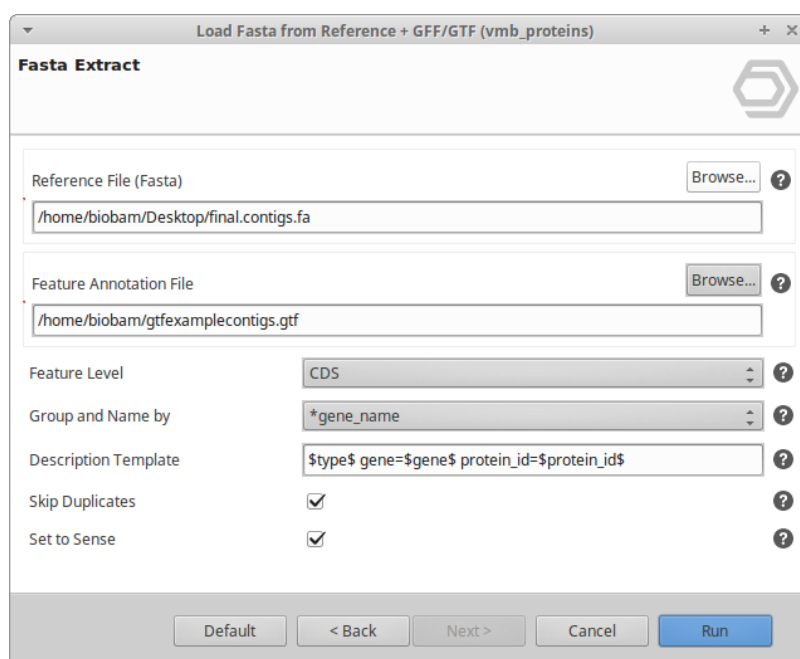 Load Fasta from Reference + GFF/GTF (vmb_proteins)
Fasta Extract
Reference File (Fasta) Browse... ?
/home/biobam/Desktop/final.contigs.fa
Feature Annotation File Browse... ?
/home/biobam/gtfexamplecontigs.gtf
Feature Level CDS ?
Group and Name by *gene_name ?
Description Template $type$ gene=$gene$ protein_id=$protein_id$ ?
Skip Duplicates ?
Set to Sense ?
Default < Back Next > Cancel Run